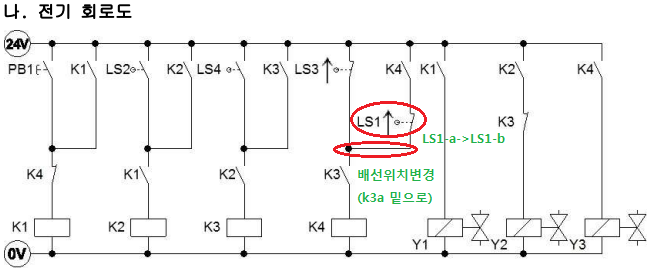 나. 전기 회로도
24V
PB1 K1 LS2 K2 LS4 K3 LS3 K4 K1 K2 K4
LS1 K3
LS1-a->LS1-b
K4 K1 K2 K3 배선위치변경
(k3a 밑으로)
K1 K2 K3 K4
Y1 Y2 Y3
0V